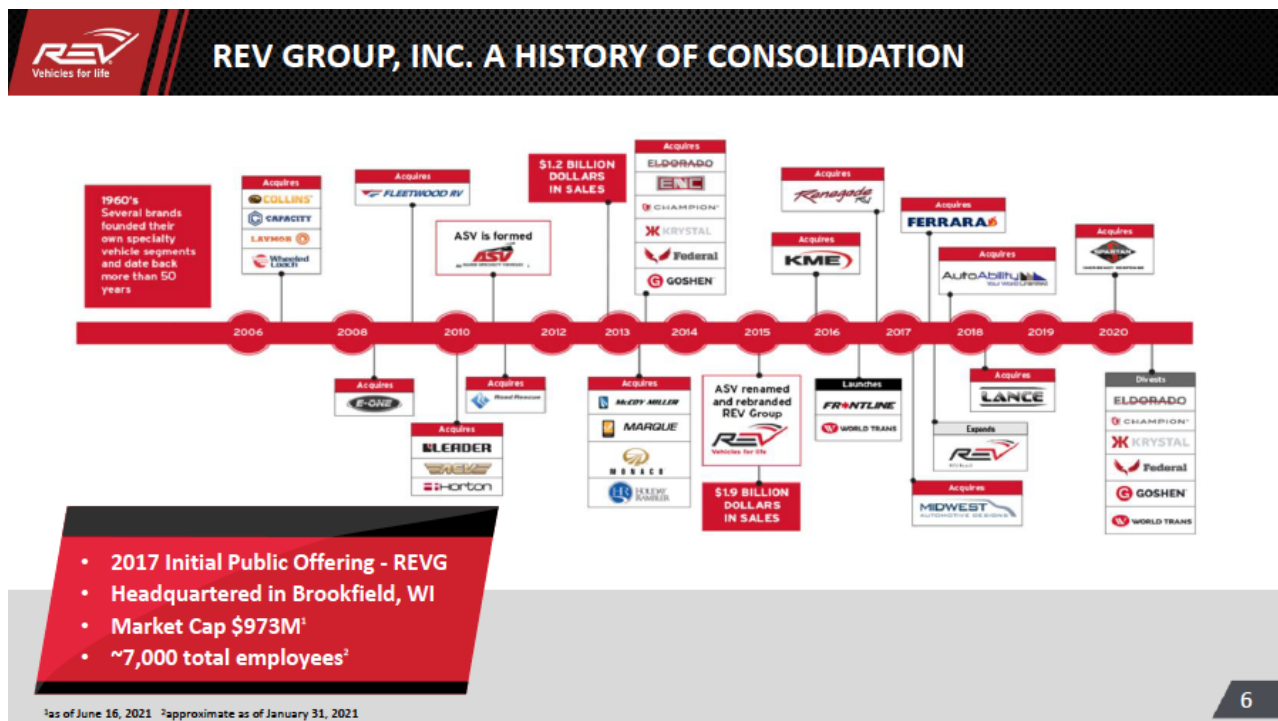 REV
Vehicles for life
REV GROUP, INC. A HISTORY OF CONSOLIDATION
1960's
Several brands
founded their
own specialty
vehicle segments
and date back
more than 50
years
Acquires
COLLINS
CAPACITY
LAYMOR
Wheeled
Coach
Acquires
FLEETWOOD RV
ASV is formed
ASV
$1.2 BILLION
DOLLARS
IN SALES
Acquires
ELDORADO
ENC
CHAMPION
KRYSTAL
Federal
GOSHEN
Acquires
Renegade
Acquires
KME
Acquires
FERRARA
Acquires
AutoAbility
Acquires
SPARTAN
2006
2008
2010
2012
2013
2014
2015
2016
2017
2018
2019
2020
Acquires
E-ONE
Acquires
LEADER
AEV
Horton
Acquires
Road Rescue
Acquires
McCOY MILLER
MARQUE
MONACO
HR HOLIDAY
RAMBLER
ASV renamed
and rebranded
REV Group
REV
Vehicles for life
$1.9 BILLION
DOLLARS
IN SALES
Launches
FRONTLINE
WORLD TRANS
Acquires
LANCE
Expands
REV
Acquires
MIDWEST
AUTOMOTIVE DESIGNS
Divests
ELDORADO
CHAMPION
KRYSTAL
Federal
GOSHEN
WORLD TRANS
• 2017 Initial Public Offering - REVG
• Headquartered in Brookfield, WI
• Market Cap $973M¹
• ~7,000 total employees²
¹as of June 16, 2021 ²approximate as of January 31, 2021
6